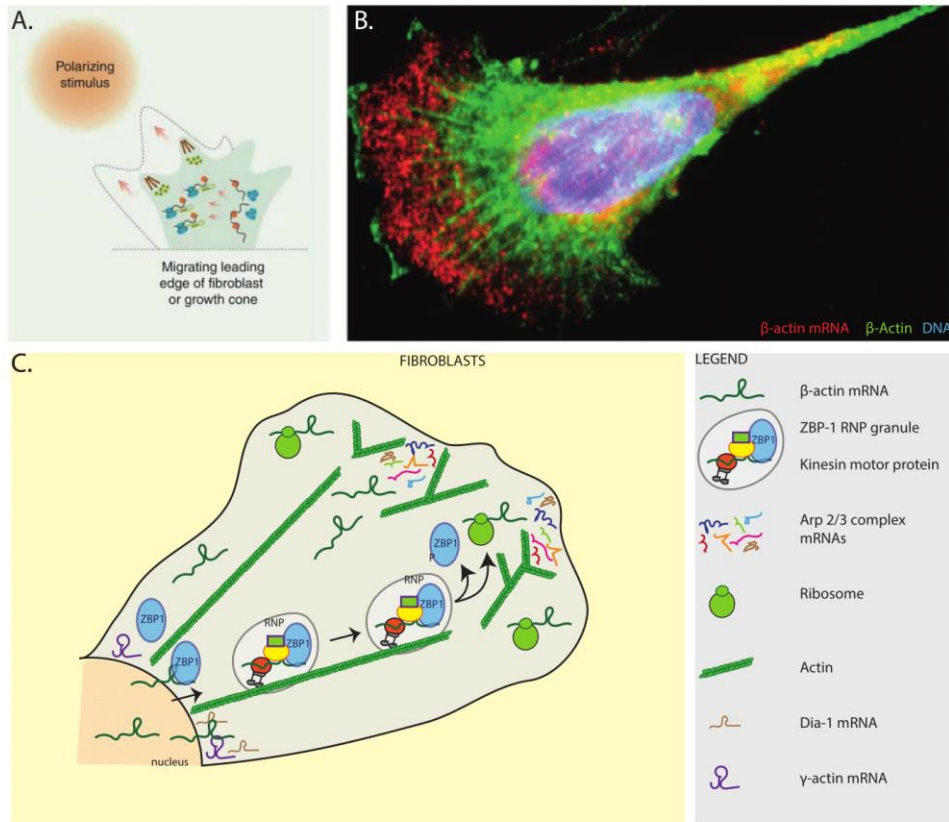 A.
Polarizing
stimulus
Migrating leading
edge of fibroblast
or growth cone
B.
β-actin mRNA β-Actin DNA
C.
FIBROBLASTS
ZBP1
ZBP1
RNP
ZBP1
RNP
ZBP1
ZBP1
P
nucleus
LEGEND
β-actin mRNA
ZBP1
ZBP-1 RNP granule
Kinesin motor protein
Arp 2/3 complex
mRNAs
Ribosome
Actin
Dia-1 mRNA
γ-actin mRNA